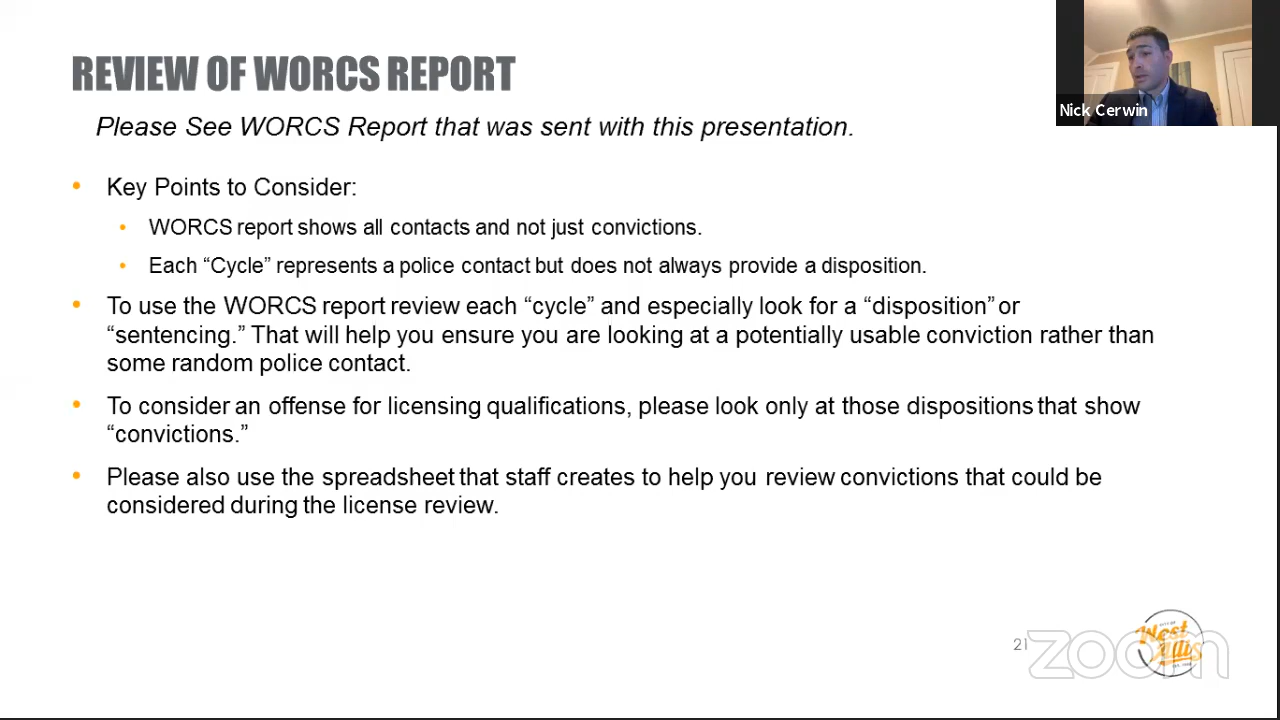 REVIEW OF WORCS REPORT
Please See WORCS Report that was sent with this presentation.
Nick Cerwin
• Key Points to Consider:
• WORCS report shows all contacts and not just convictions.
• Each “Cycle” represents a police contact but does not always provide a disposition.
• To use the WORCS report review each “cycle” and especially look for a “disposition” or
“sentencing.” That will help you ensure you are looking at a potentially usable conviction rather than
some random police contact.
• To consider an offense for licensing qualifications, please look only at those dispositions that show
“convictions.”
• Please also use the spreadsheet that staff creates to help you review convictions that could be
considered during the license review.
21
CITY OF
West
Allis
zoom